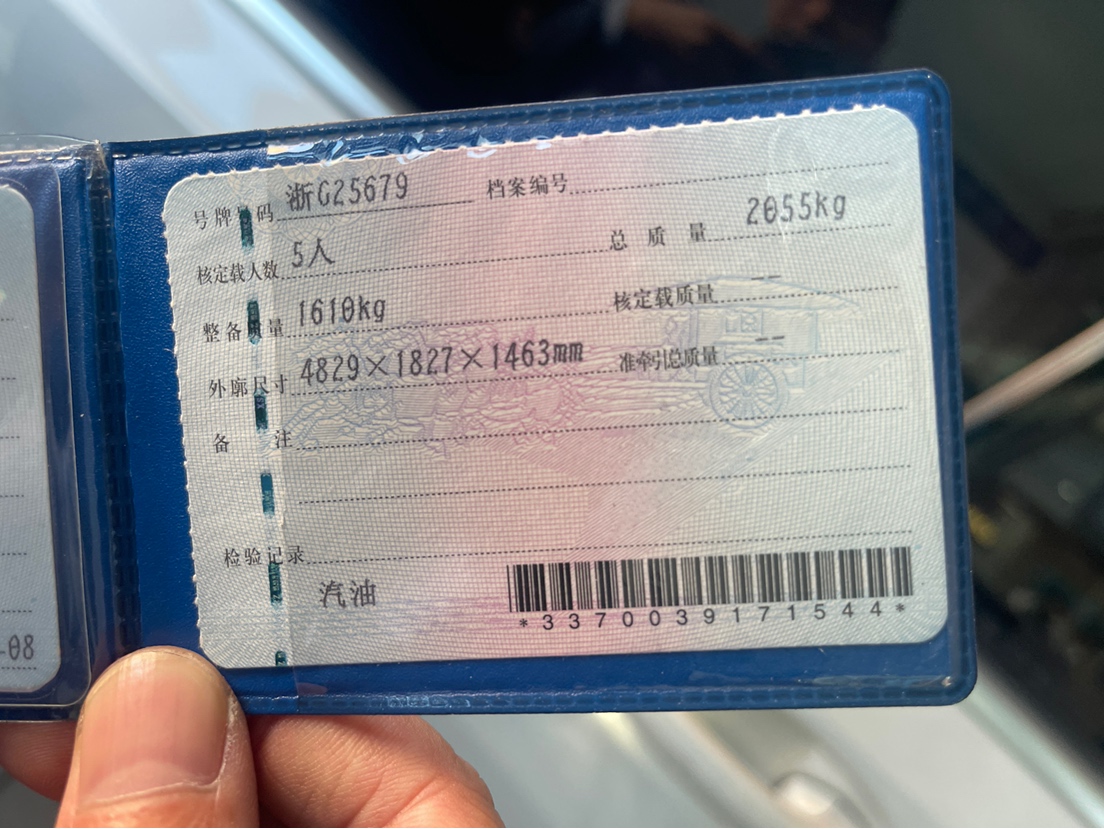 号牌号码 浙G25679 档案编号
核定载人数 5人 总质量 2055kg
整备质量 1610kg 核定载质量 --
外廓尺寸 4829×1827×1463mm 准牵引总质量 --
备注
检验记录
汽油
*3370039171544*
-08